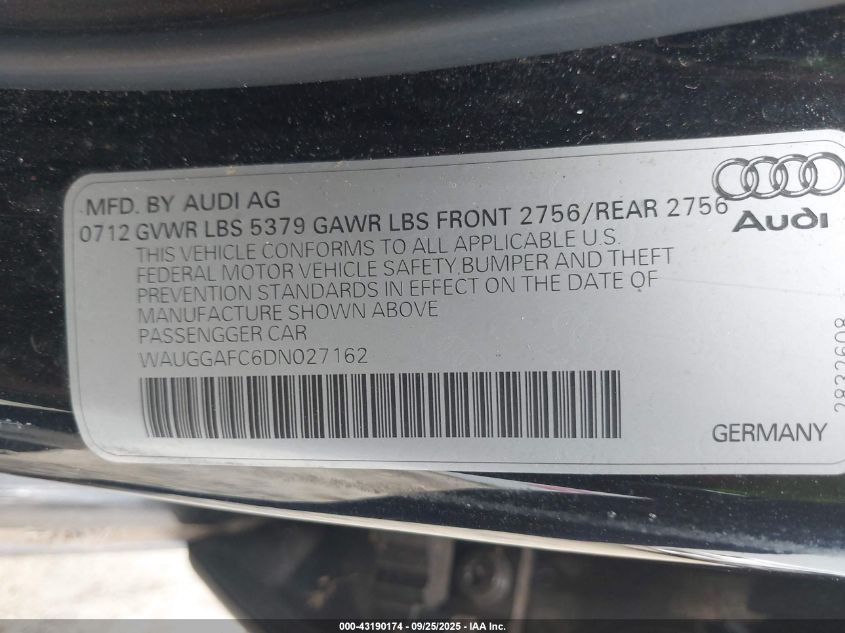 MFD. BY AUDI AG
0712 GVWR LBS 5379 GAWR LBS FRONT 2756/REAR 2756
THIS VEHICLE CONFORMS TO ALL APPLICABLE U.S.
FEDERAL MOTOR VEHICLE SAFETY,BUMPER AND THEFT
PREVENTION STANDARDS IN EFFECT ON THE DATE OF
MANUFACTURE SHOWN ABOVE
PASSENGGER CAR
WAUGGAFC6DN027162
Audi
GERMANY
2832608
000-43190174 — 09/25/2025 - IAA Inc.